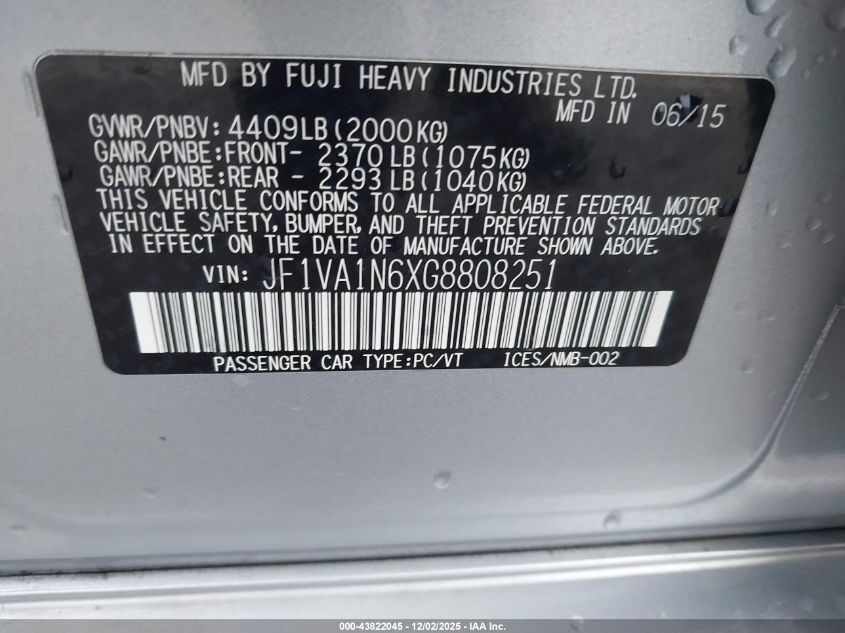 MFD BY FUJI HEAVY INDUSTRIES LTD.
MFD IN 06/15
GVWR/PNBV: 4409LB(2000KG)
GAWR/PNBE:FRONT- 2370LB(1075KG)
GAWR/PNBE:REAR - 2293LB(1040KG)
THIS VEHICLE CONFORMS TO ALL APPLICABLE FEDERAL MOTOR
VEHICLE SAFETY, BUMPER, AND THEFT PREVENTION STANDARDS
IN EFFECT ON THE DATE OF MANUFACTURE SHOWN ABOVE.
VIN: JF1VA1N6XG8808251
PASSENGER CAR TYPE:PC/VT ICES/NMB-002
000-43822045 - 12/02/2025 - IAA Inc.